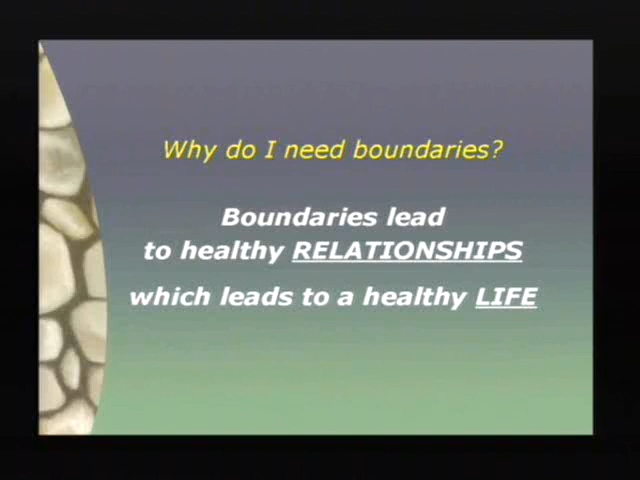 Why do I need boundaries?
Boundaries lead
to healthy RELATIONSHIPS
which leads to a healthy LIFE